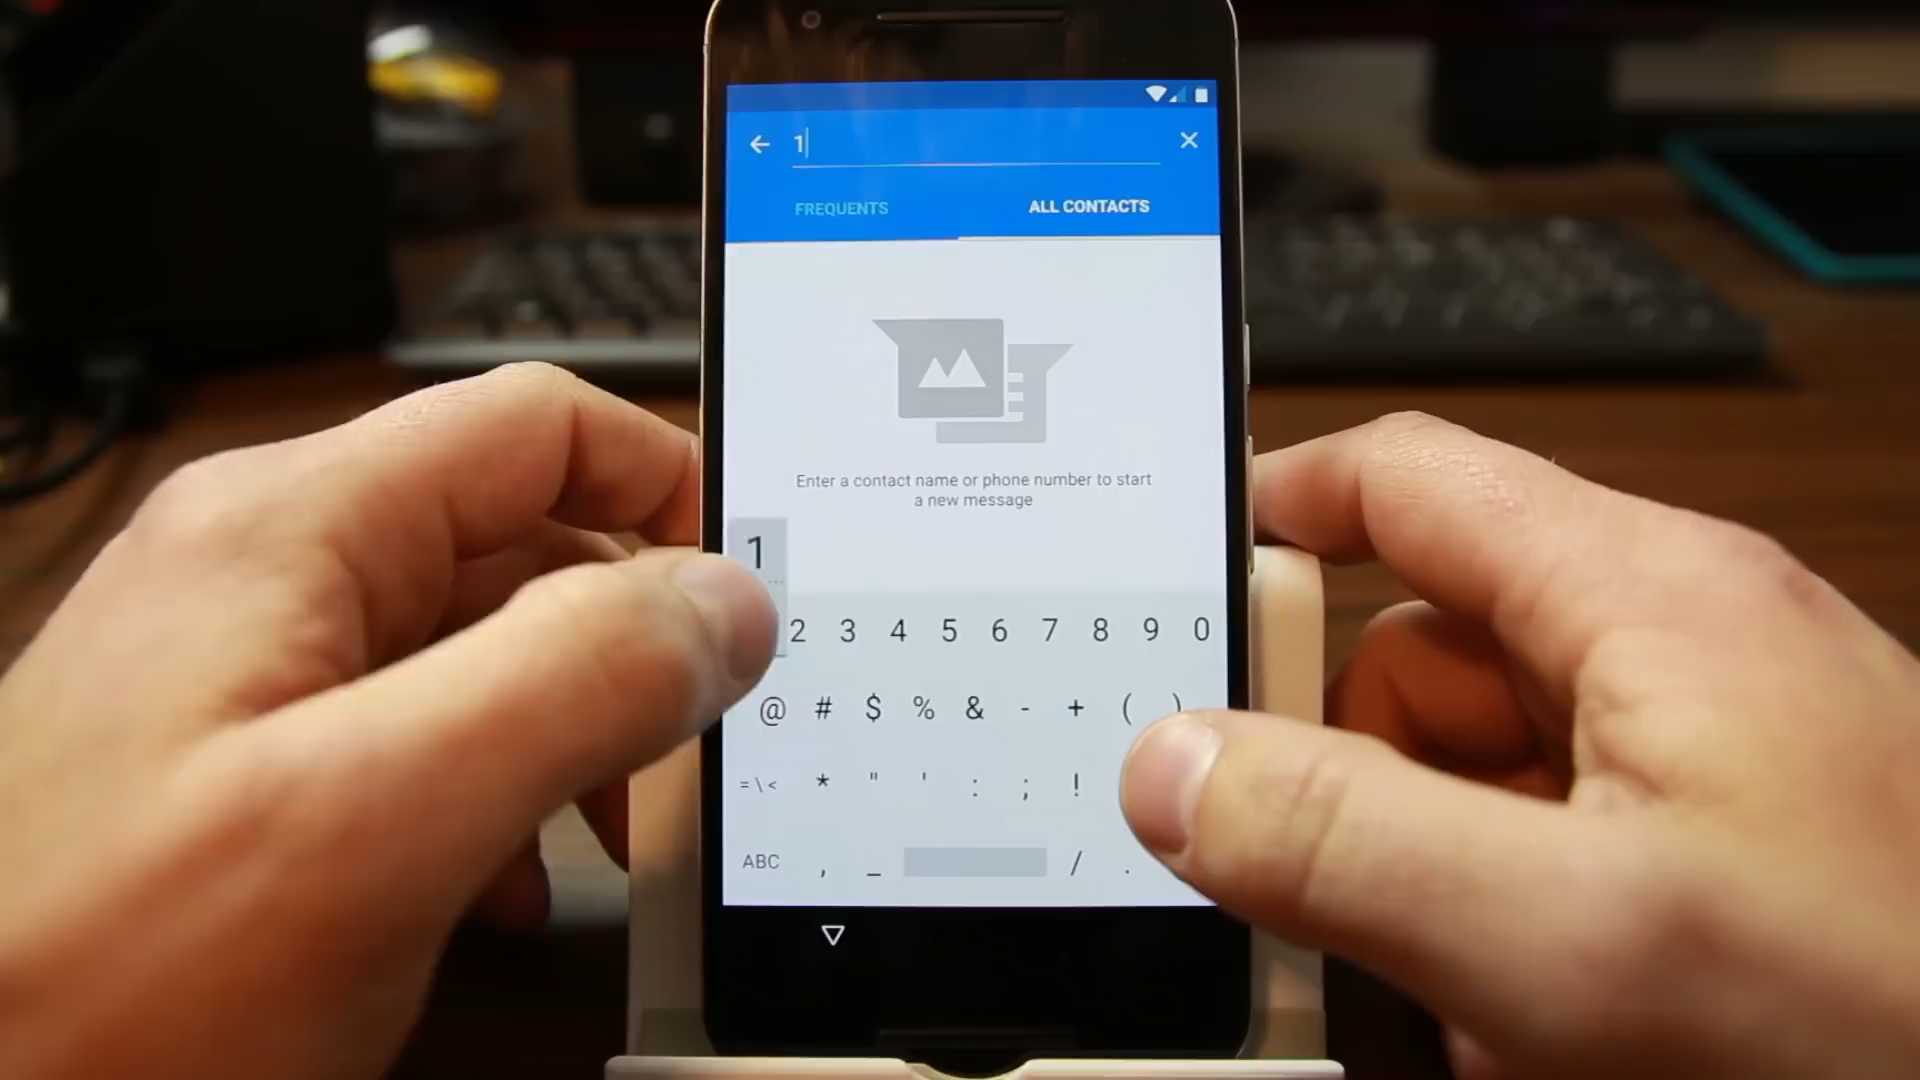 1
FREQUENTS
ALL CONTACTS
Enter a contact name or phone number to start
a new message
1
2 3 4 5 6 7 8 9 0
@ # $ % & - + ( )
=\< * " ' : ; !
ABC , _ / .